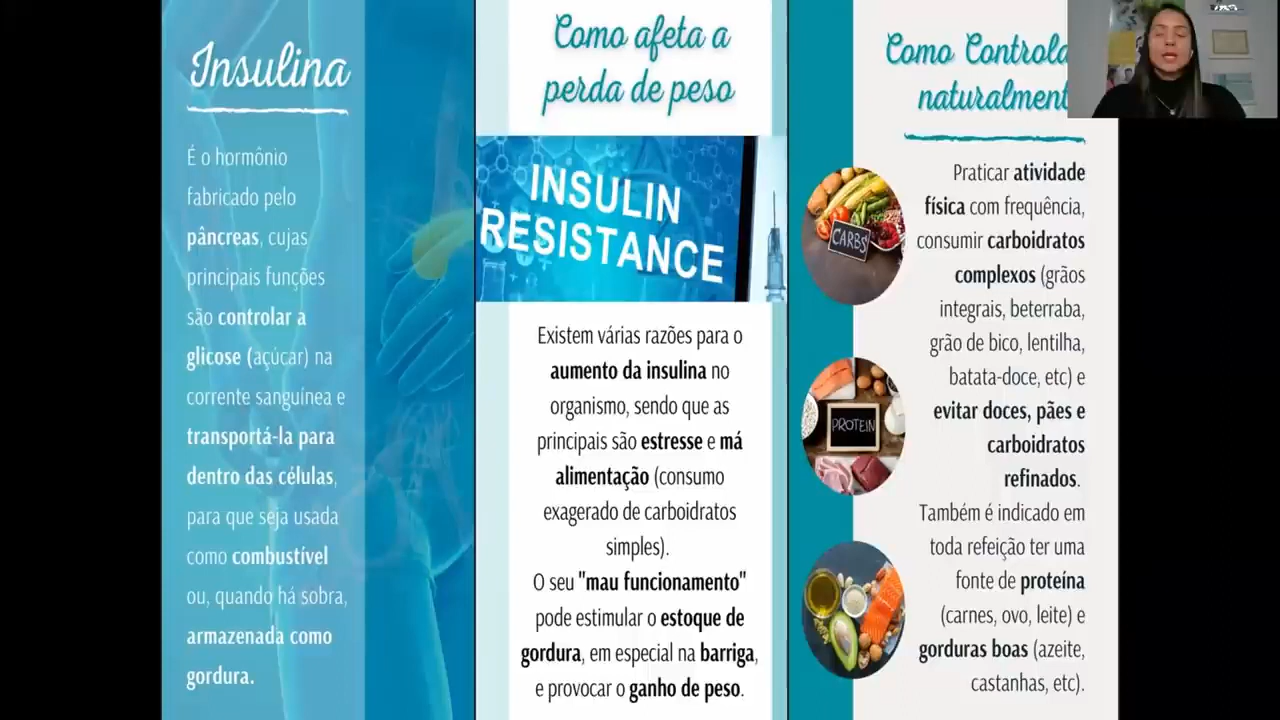 Insulina
É o hormônio
fabricado pelo
pâncreas, cujas
principais funções
são controlar a
glicose (açúcar) na
corrente sanguínea e
transportá-la para
dentro das células,
para que seja usada
como combustível
ou, quando há sobra,
armazenada como
gordura.
Como afeta a
perda de peso
INSULIN
RESISTANCE
Existem várias razões para o
aumento da insulina no
organismo, sendo que as
principais são estresse e má
alimentação (consumo
exagerado de carboidratos
simples).
O seu "mau funcionamento"
pode estimular o estoque de
gordura, em especial na barriga,
e provocar o ganho de peso.
Como Controla
naturalment
CARBS
PROTEIN
Praticar atividade
física com frequência,
consumir carboidratos
complexos (grãos
integrais, beterraba,
grão de bico, lentilha,
batata-doce, etc) e
evitar doces, pães e
carboidratos
refinados.
Também é indicado em
toda refeição ter uma
fonte de proteína
(carnes, ovo, leite) e
gorduras boas (azeite,
castanhas, etc).